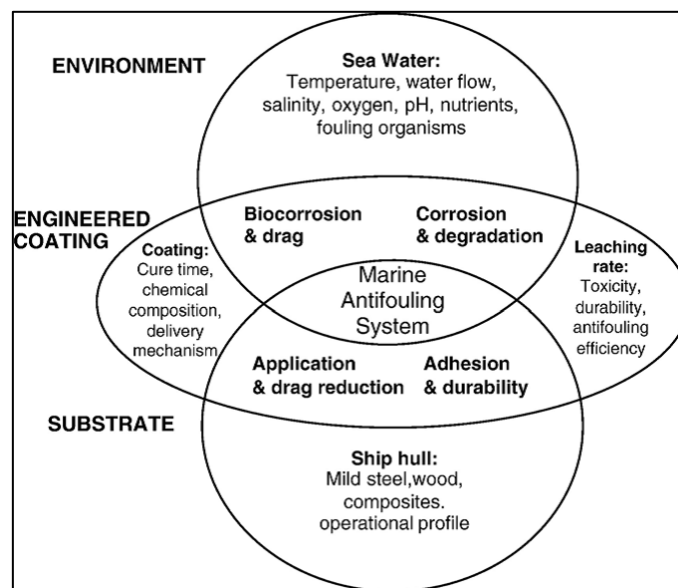 ENVIRONMENT
Sea Water:
Temperature, water flow,
salinity, oxygen, pH, nutrients,
fouling organisms
ENGINEERED
COATING
Biocorrosion
& drag
Corrosion
& degradation
Coating:
Cure time,
chemical
composition,
delivery
mechanism
Leaching
rate:
Toxicity,
durability,
antifouling
efficiency
Marine
Antifouling
System
Application
& drag reduction
Adhesion
& durability
SUBSTRATE
Ship hull:
Mild steel,wood,
composites.
operational profile